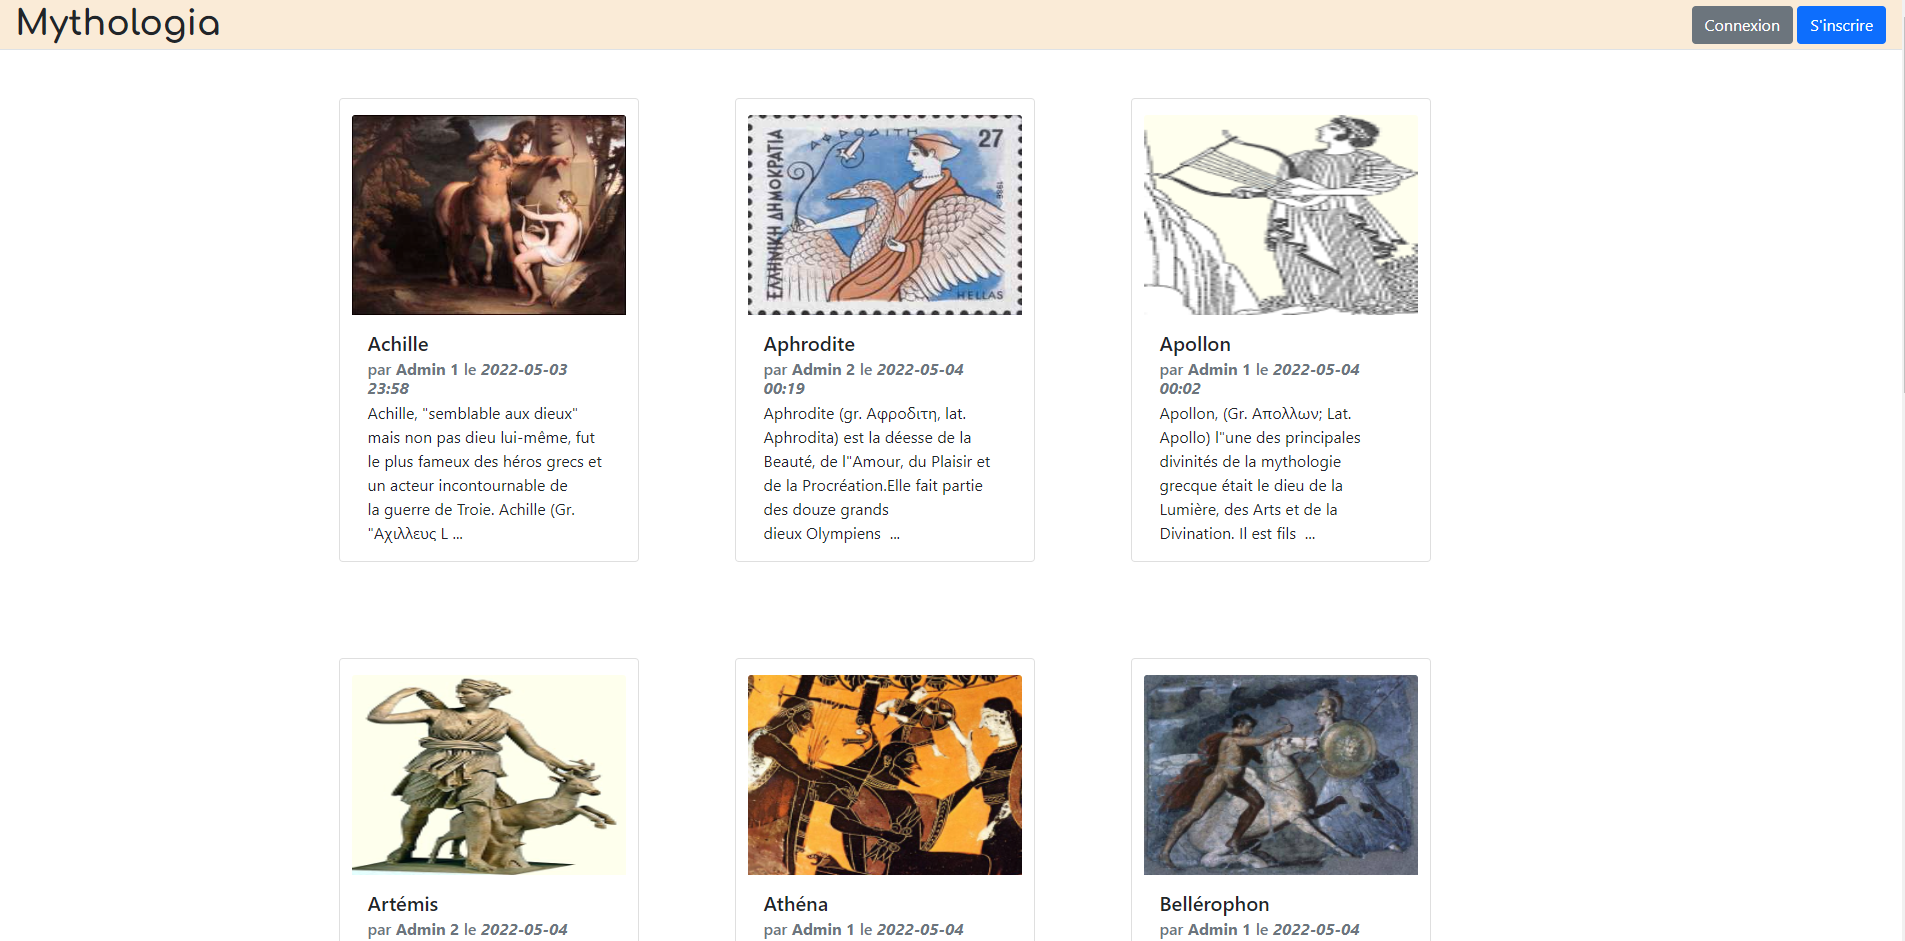 Mythologia
Connexion
S'inscrire
ΑΦΡΟΔΙΤΗ
27
ΕΛΛΗΝΙΚΗ ΔΗΜΟΚΡΑΤΙΑ
1986
HELLAS
Achille
par Admin 1 le 2022-05-03
23:58
Achille, "semblable aux dieux"
mais non pas dieu lui-même, fut
le plus fameux des héros grecs et
un acteur incontournable de
la guerre de Troie. Achille (Gr.
"Αχιλλευς L ...
Aphrodite
par Admin 2 le 2022-05-04
00:19
Aphrodite (gr. Αφροδιτη, lat.
Aphrodita) est la déesse de la
Beauté, de l"Amour, du Plaisir et
de la Procréation.Elle fait partie
des douze grands
dieux Olympiens ...
Apollon
par Admin 1 le 2022-05-04
00:02
Apollon, (Gr. Απολλων; Lat.
Apollo) l"une des principales
divinités de la mythologie
grecque était le dieu de la
Lumière, des Arts et de la
Divination. Il est fils ...
Artémis
par Admin 2 le 2022-05-04
Athéna
par Admin 1 le 2022-05-04
Bellérophon
par Admin 1 le 2022-05-04